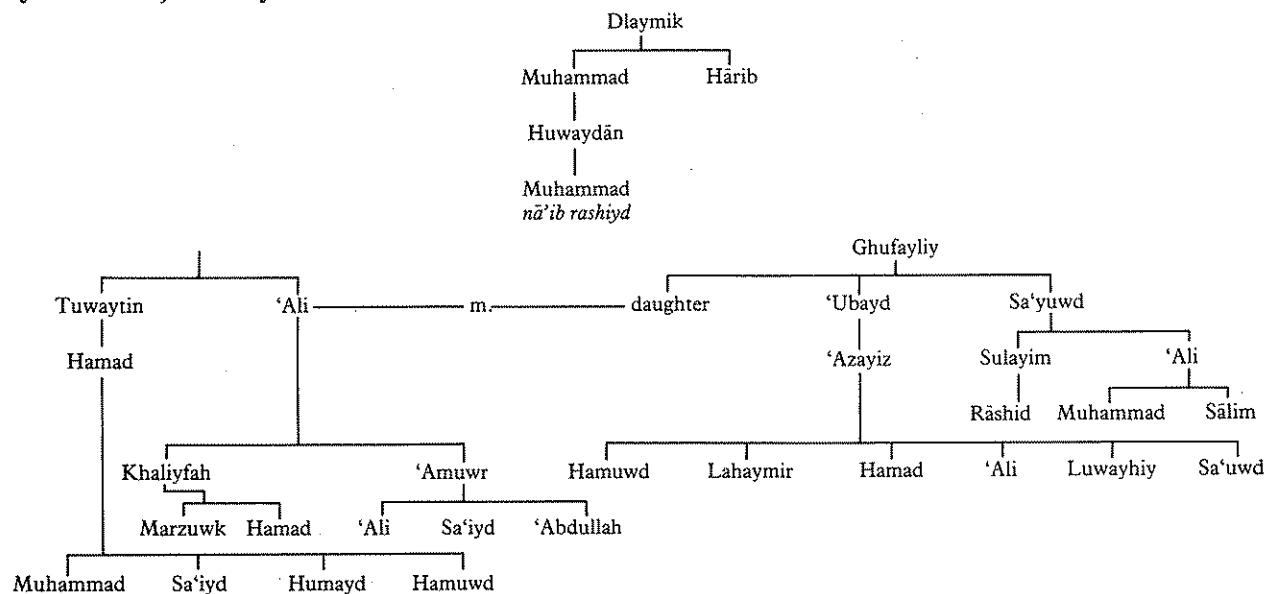 Dlaymik
Muhammad Hārib
Huwaydān
Muhammad
nā'ib rashiyd
Ghufayliy
Tuwaytin ‘Ali m. daughter ‘Ubayd Sa‘yuwd
Hamad ‘Azayiz Sulayim ‘Ali
Rāshid Muhammad Sālim
Khaliyfah ‘Amuwr Hamuwd Lahaymir Hamad ‘Ali Luwayhiy Sa‘uwd
Marzuwk Hamad ‘Ali Sa‘iyd ‘Abdullah
Muhammad Sa‘iyd Humayd Hamuwd